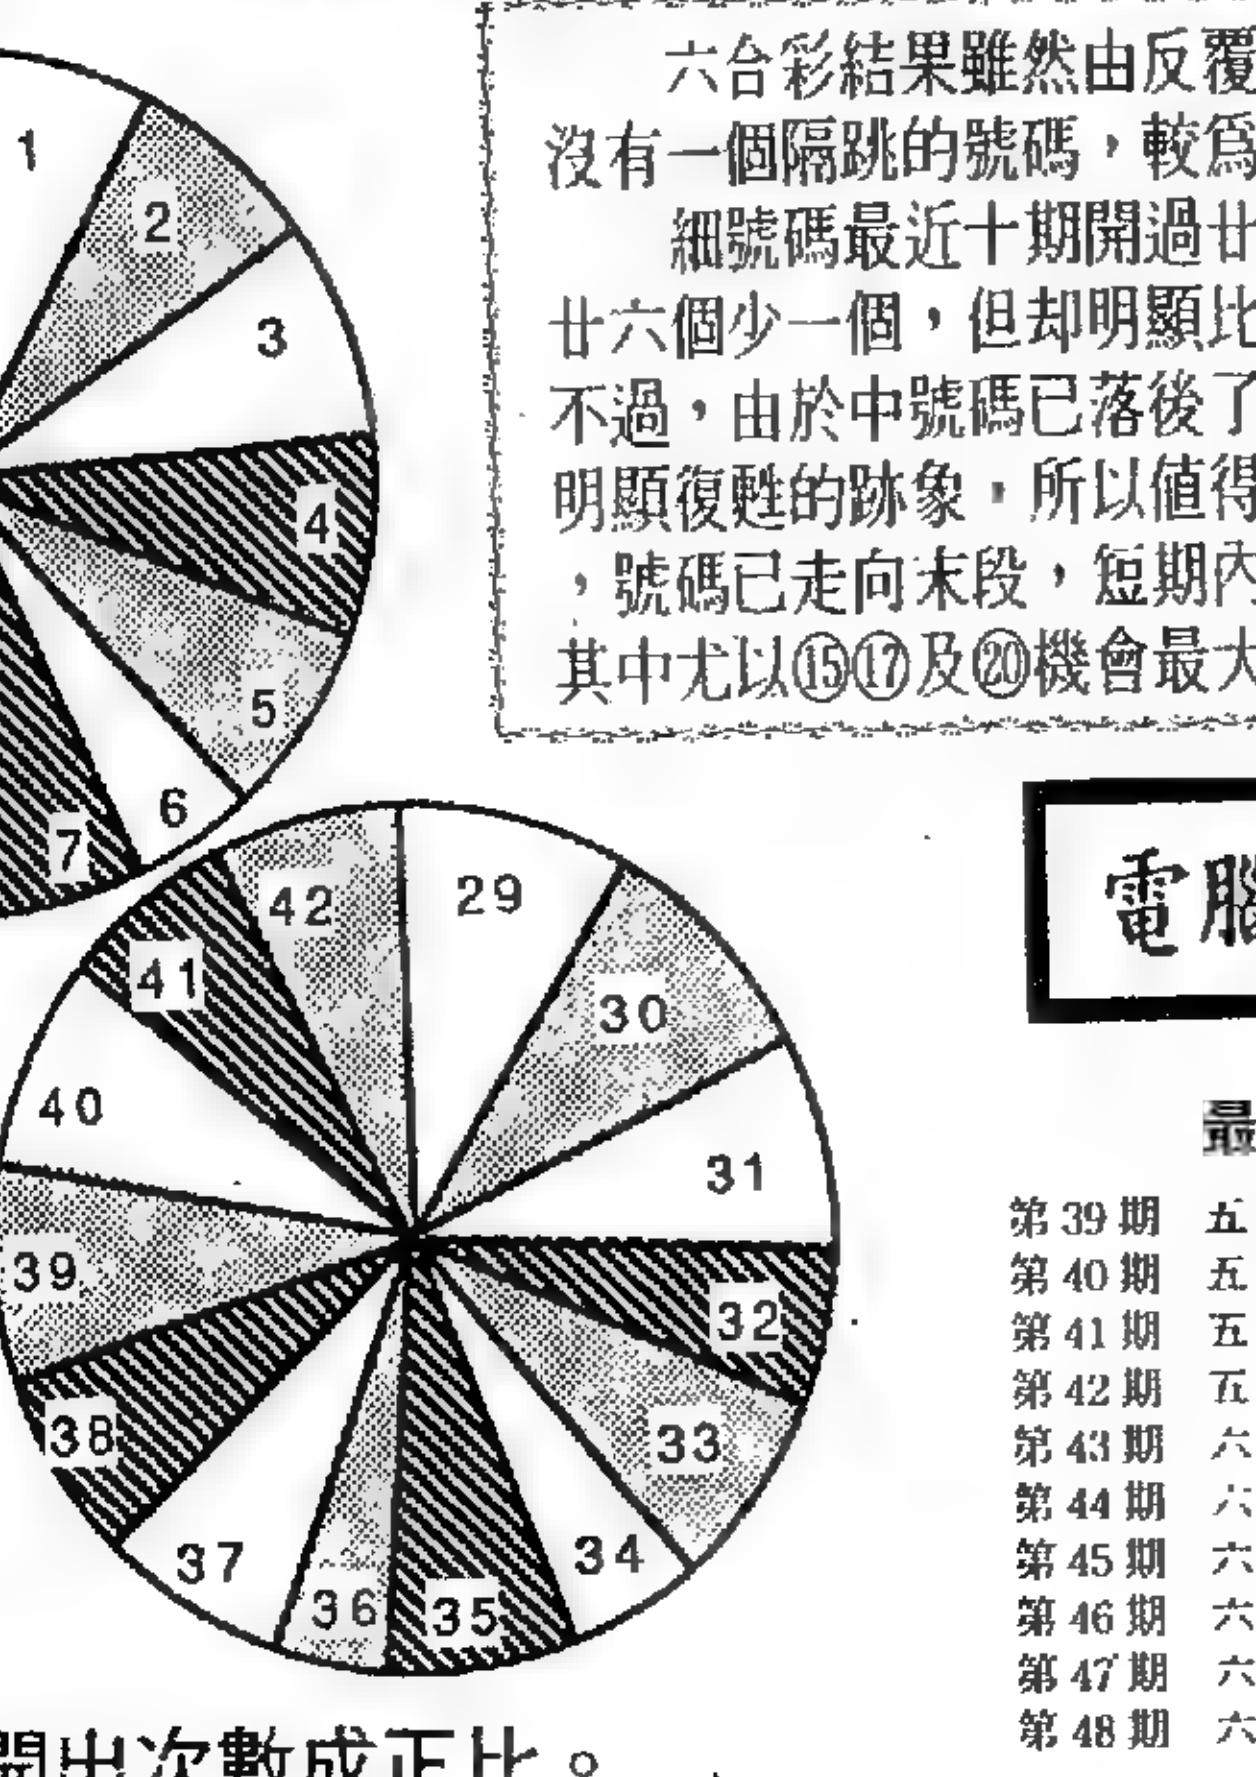 六合彩結果雖然由反覆
沒有一個隔跳的號碼，較爲
細號碼最近十期開過廿
廿六個少一個，但却明顯比
不過，由於中號碼已落後了
明顯復甦的跡象。所以值得
，號碼已走向末段，短期內
其中尤以⑮⑰及⑳機會最大
1
2
3
4
5
6
7
29
30
31
32
33
34
35
36
37
38
39
40
41
42
電腦
最
第39期 五
第40期 五
第41期 五
第42期 五
第43期 六
第44期 六
第45期 六
第46期 六
第47期 六
第48期 六
開出次數成正比。